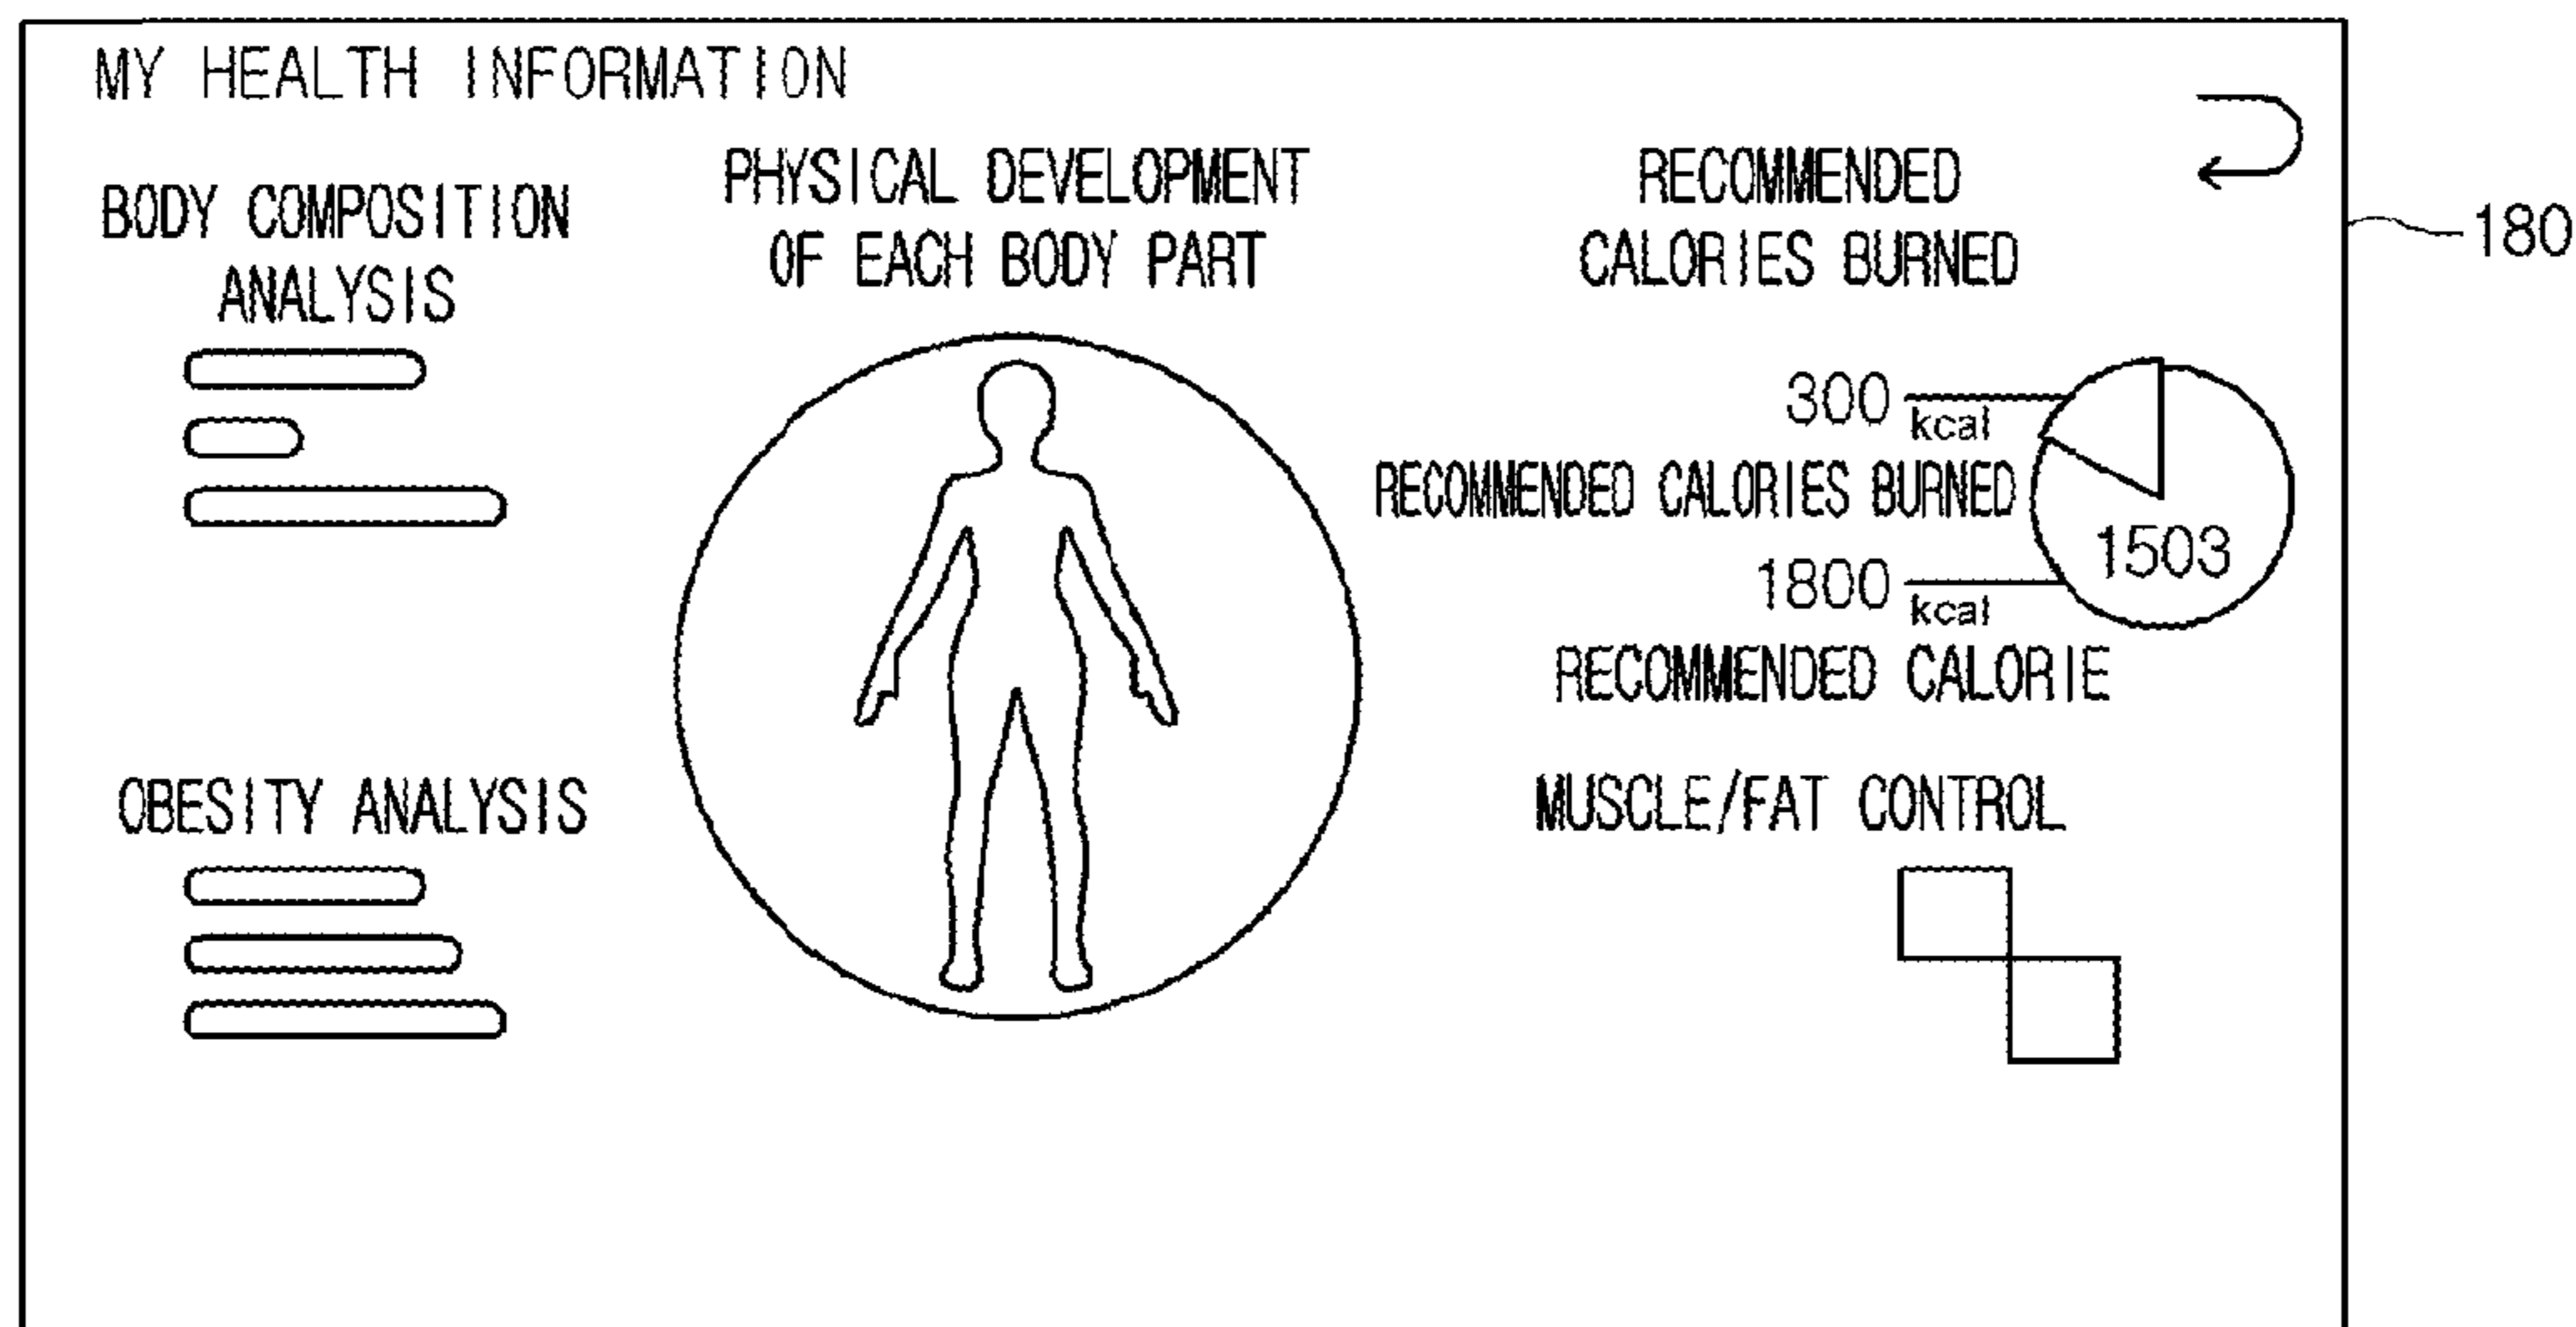 MY HEALTH INFORMATION
BODY COMPOSITION
ANALYSIS
PHYSICAL DEVELOPMENT
OF EACH BODY PART
RECOMMENDED
CALORIES BURNED
180
300 kcal
RECOMMENDED CALORIES BURNED
1503
1800 kcal
RECOMMENDED CALORIE
OBESITY ANALYSIS
MUSCLE/FAT CONTROL